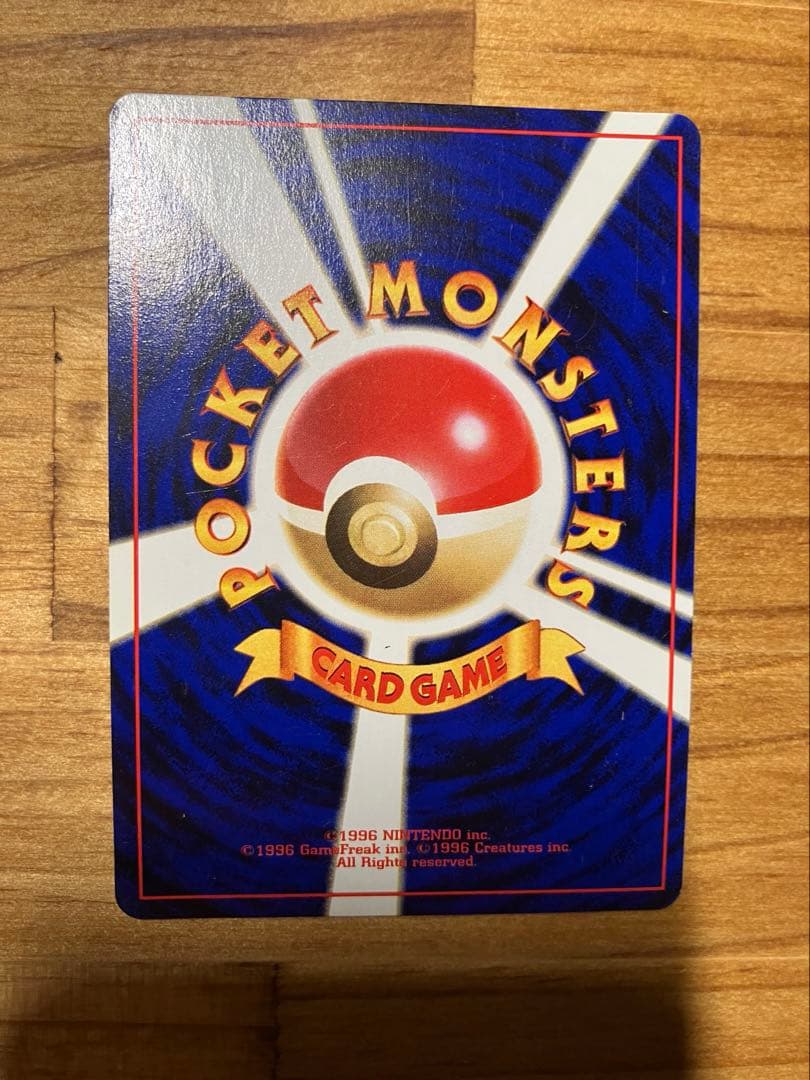 POCKET MONSTERS
CARD GAME
©1996 NINTENDO inc.
©1996 GameFreak inc. ©1996 Creatures inc.
All Rights reserved.